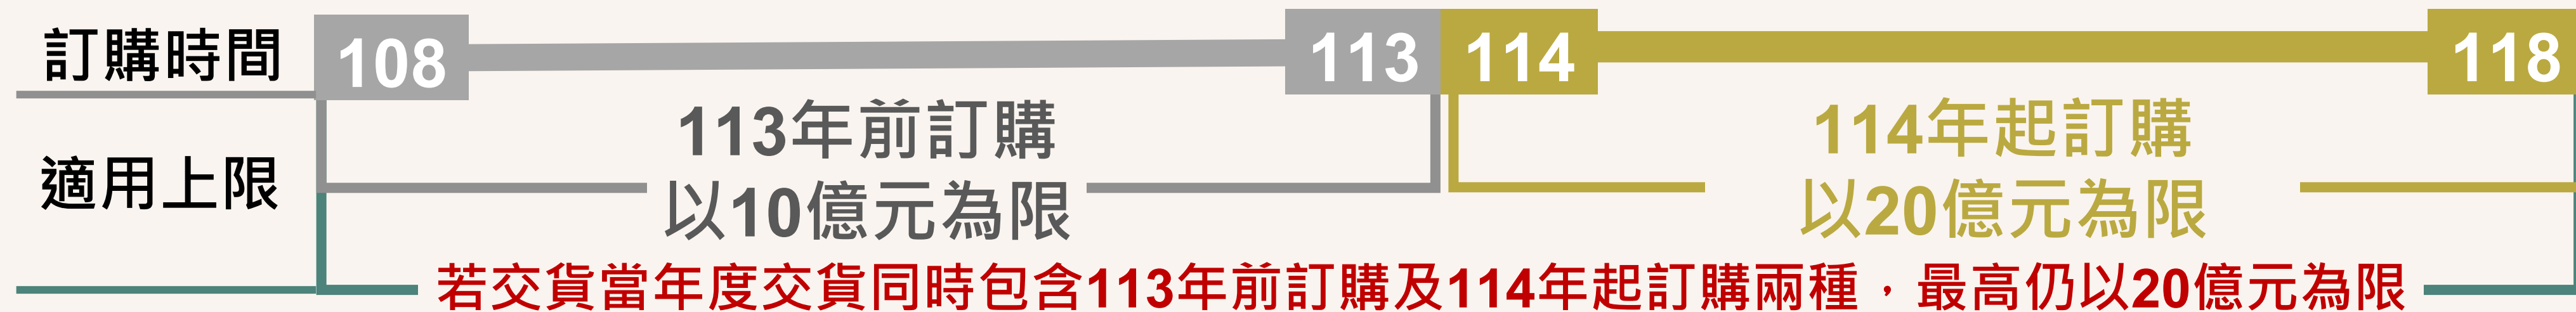 訂購時間 108 113 114 118
113年前訂購
以10億元為限
114年起訂購
以20億元為限
適用上限
若交貨當年度交貨同時包含113年前訂購及114年起訂購兩種，最高仍以20億元為限